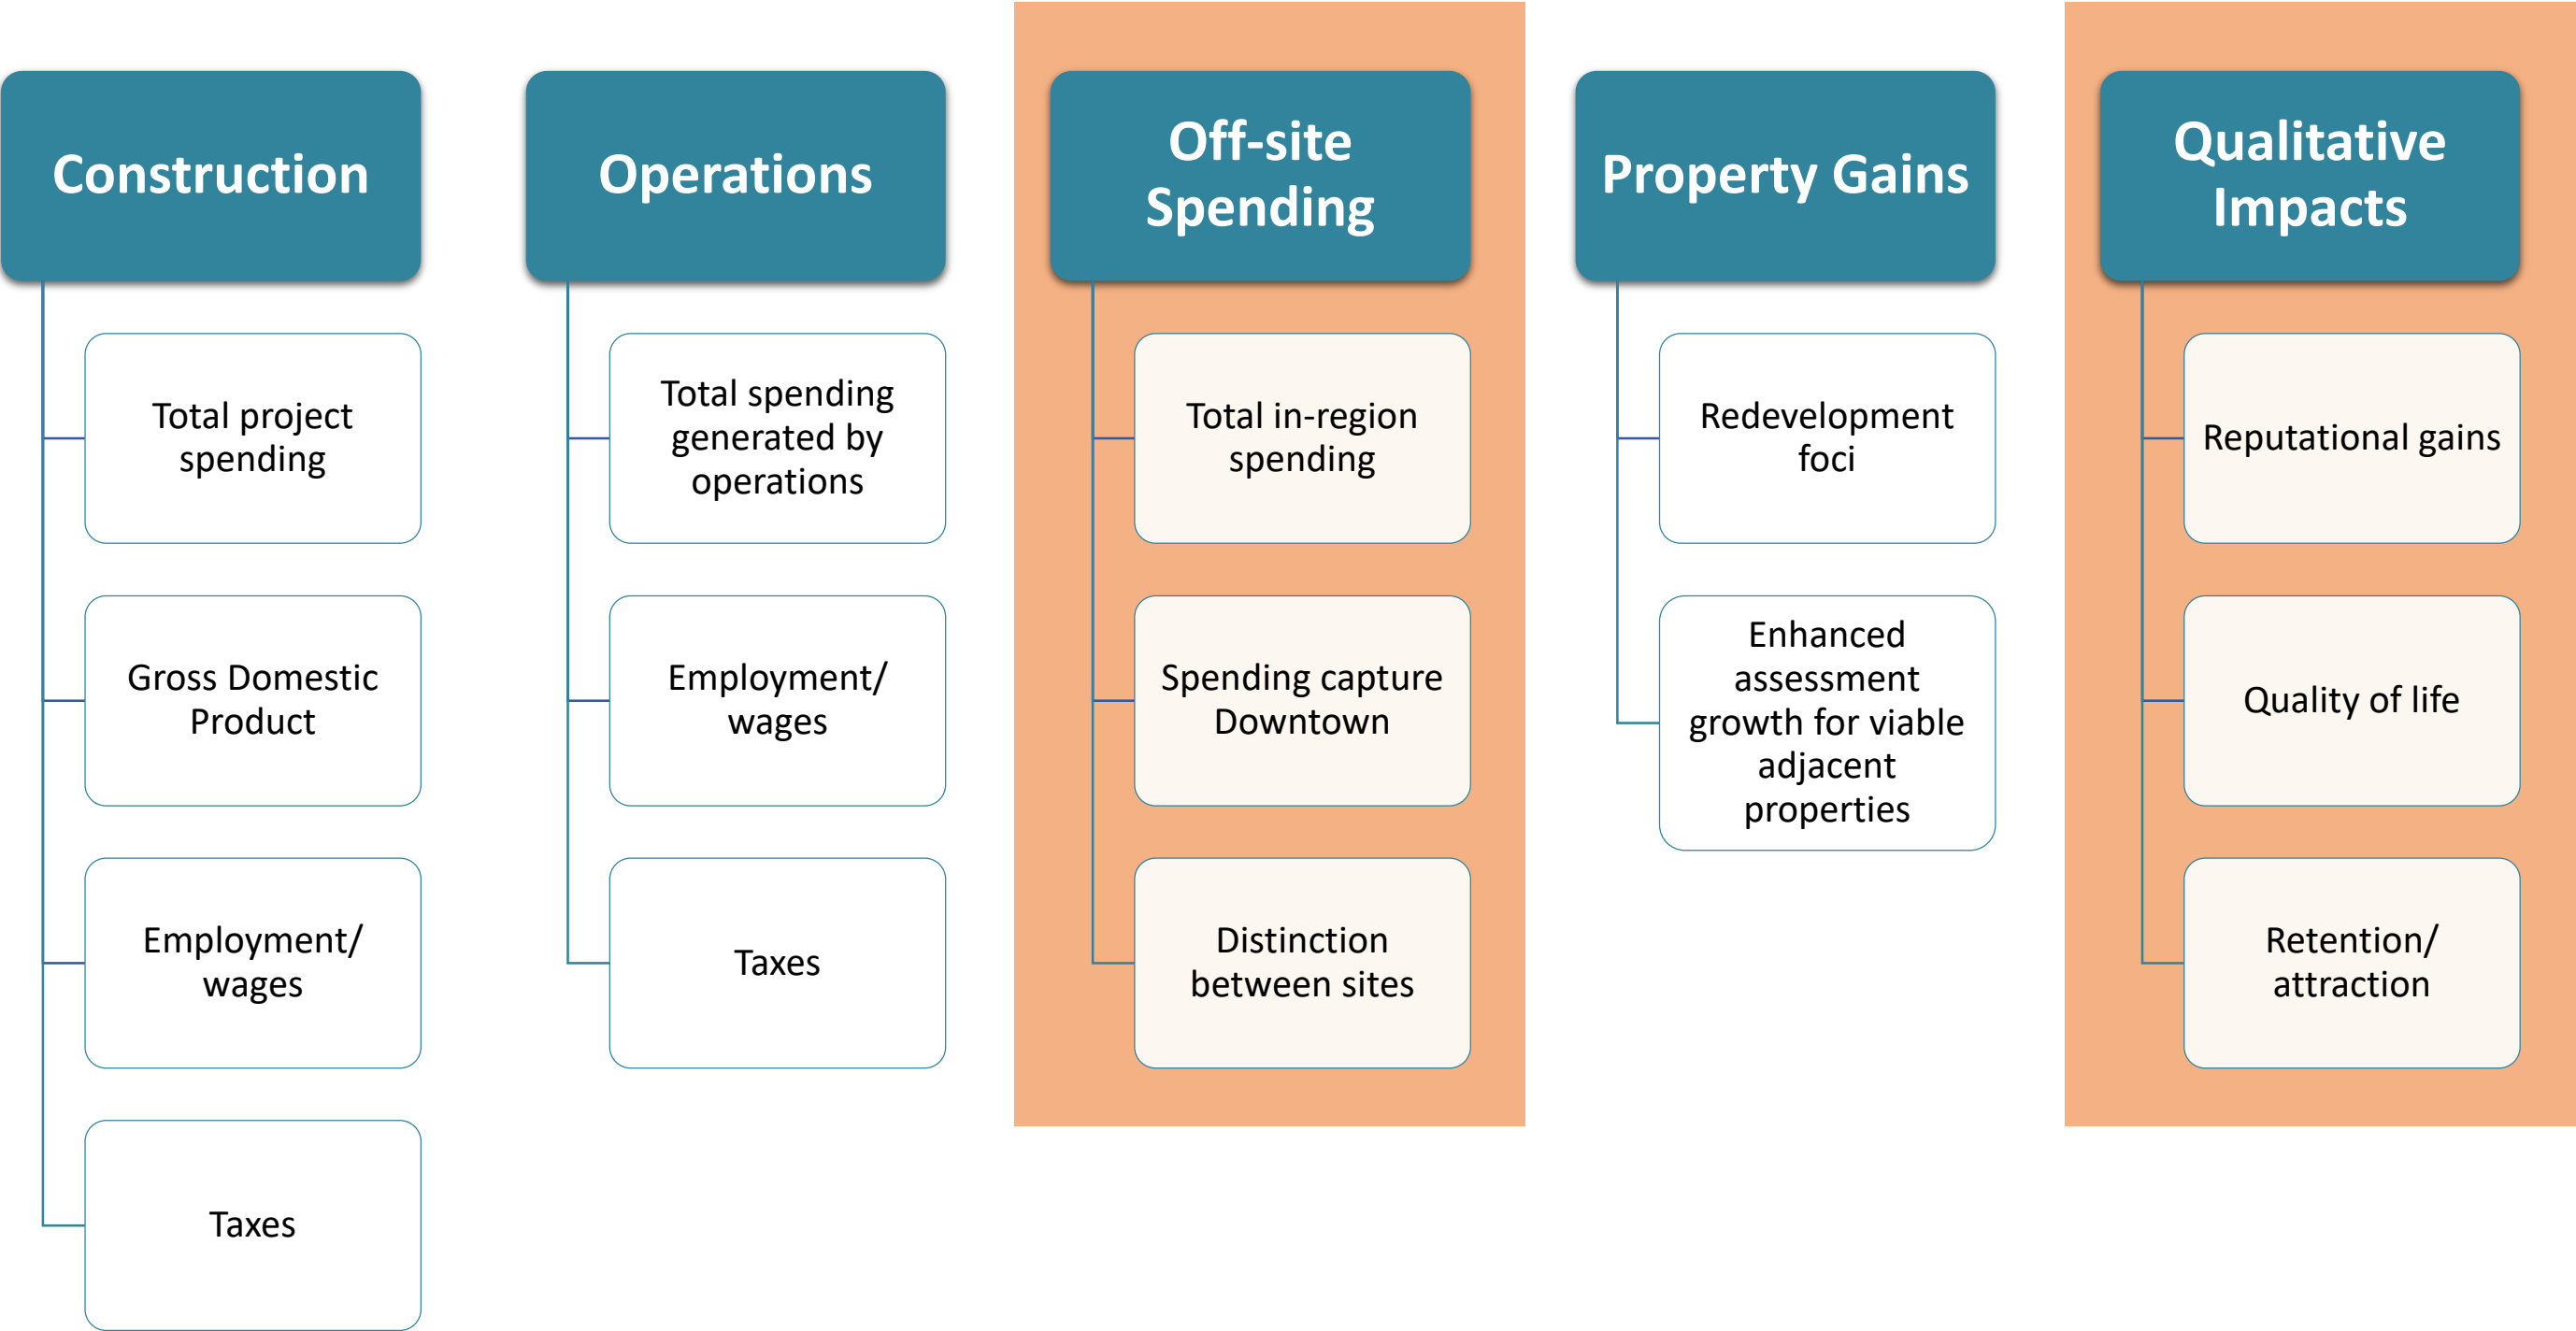 Construction
Total project
spending
Gross Domestic
Product
Employment/
wages
Taxes
Operations
Total spending
generated by
operations
Employment/
wages
Taxes
Off-site
Spending
Total in-region
spending
Spending capture
Downtown
Distinction
between sites
Property Gains
Redevelopment
foci
Enhanced
assessment
growth for viable
adjacent
properties
Qualitative
Impacts
Reputational gains
Quality of life
Retention/
attraction